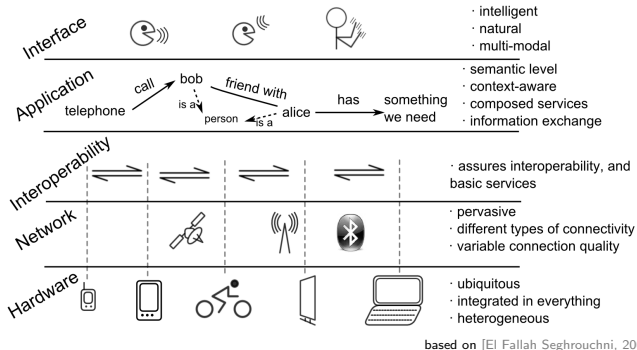 Interface
· intelligent
· natural
· multi-modal
Application
telephone
call
bob
is a
person
friend with
is a
alice
has
something
we need
· semantic level
· context-aware
· composed services
· information exchange
Interoperability
· assures interoperability, and
basic services
Network
· pervasive
· different types of connectivity
· variable connection quality
Hardware
· ubiquitous
· integrated in everything
· heterogeneous
based on [El Fallah Seghrouchni, 20